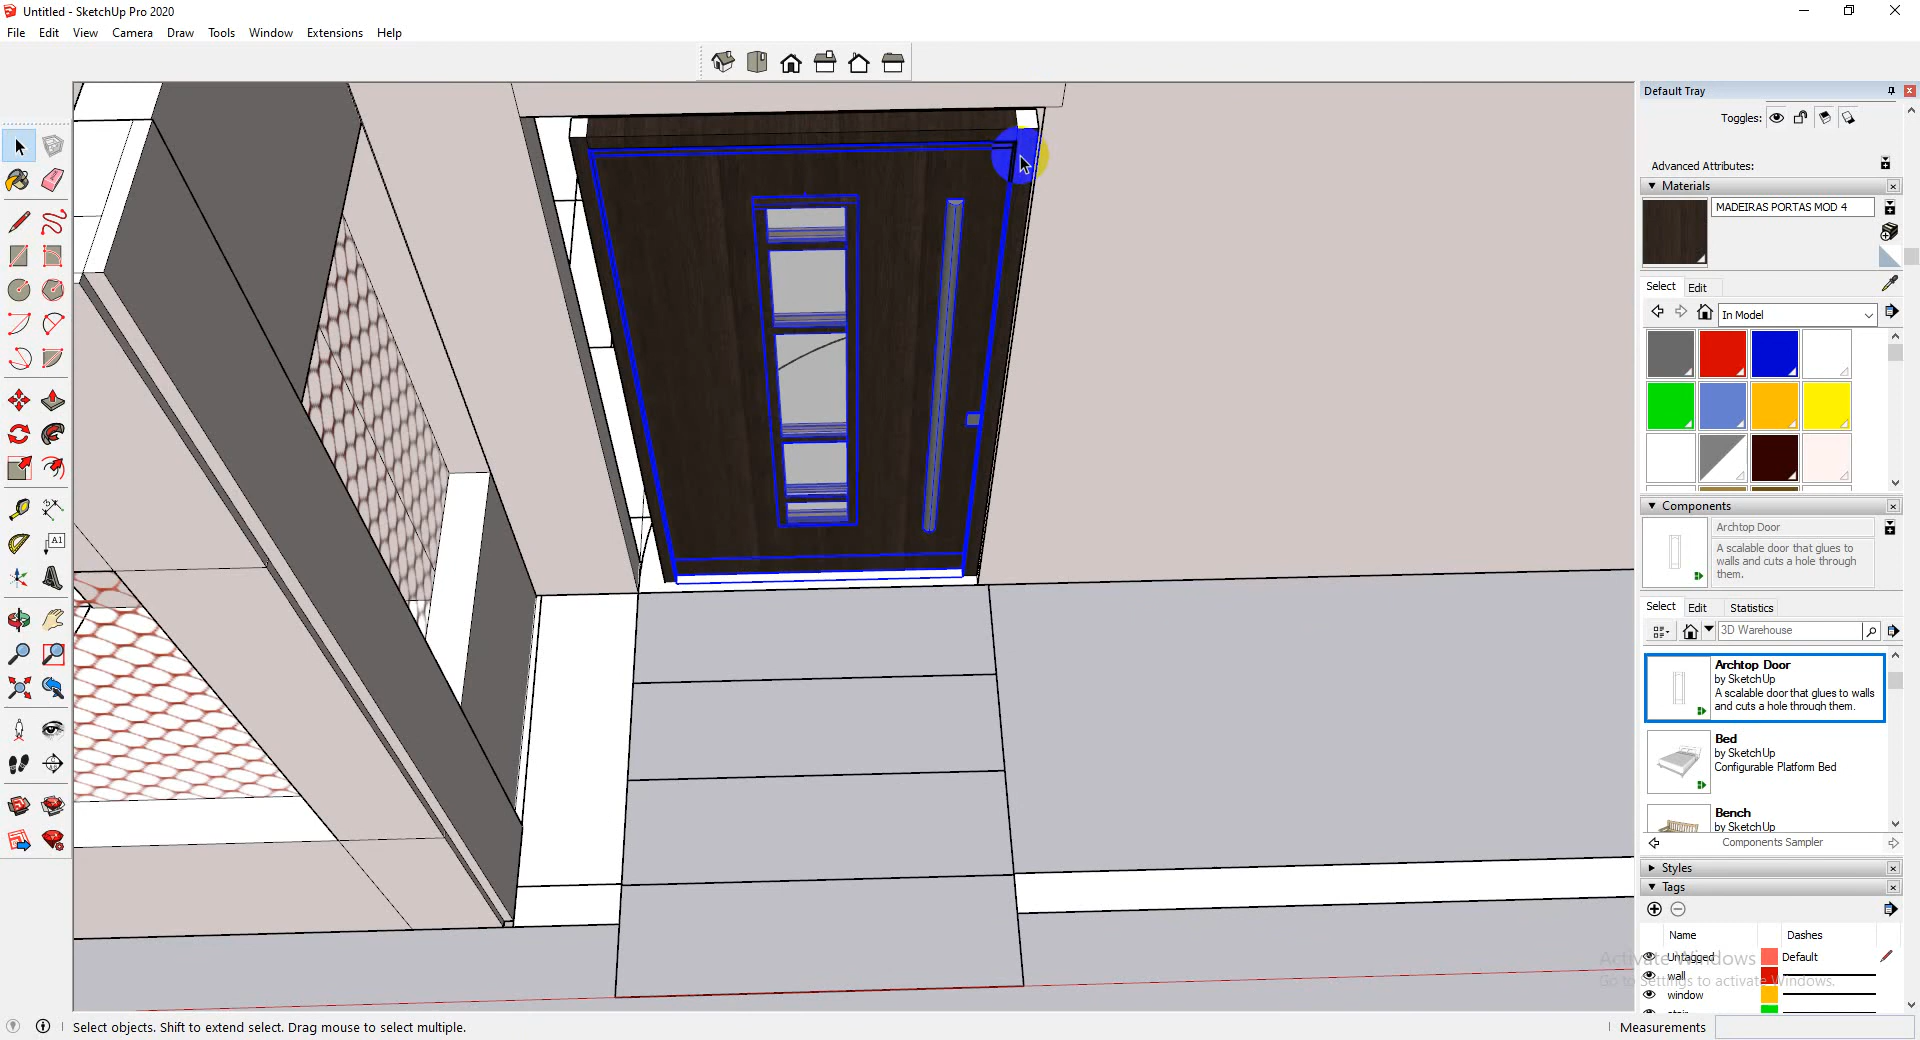 Untitled - SketchUp Pro 2020
File Edit View Camera Draw Tools Window Extensions Help
Default Tray
Toggles:
Advanced Attributes:
Materials
MADEIRAS PORTAS MOD 4
Select Edit
In Model
Components
Archtop Door
A scalable door that glues to
walls and cuts a hole through
them.
Select Edit Statistics
3D Warehouse
Archtop Door
by SketchUp
A scalable door that glues to walls
and cuts a hole through them.
Bed
by SketchUp
Configurable Platform Bed
Bench
by SketchUp
Components Sampler
Styles
Tags
Name Dashes
Activate Windows
Untagged Default
Go to Settings to activate Windows.
wall
window
A1
Select objects. Shift to extend select. Drag mouse to select multiple.
Measurements